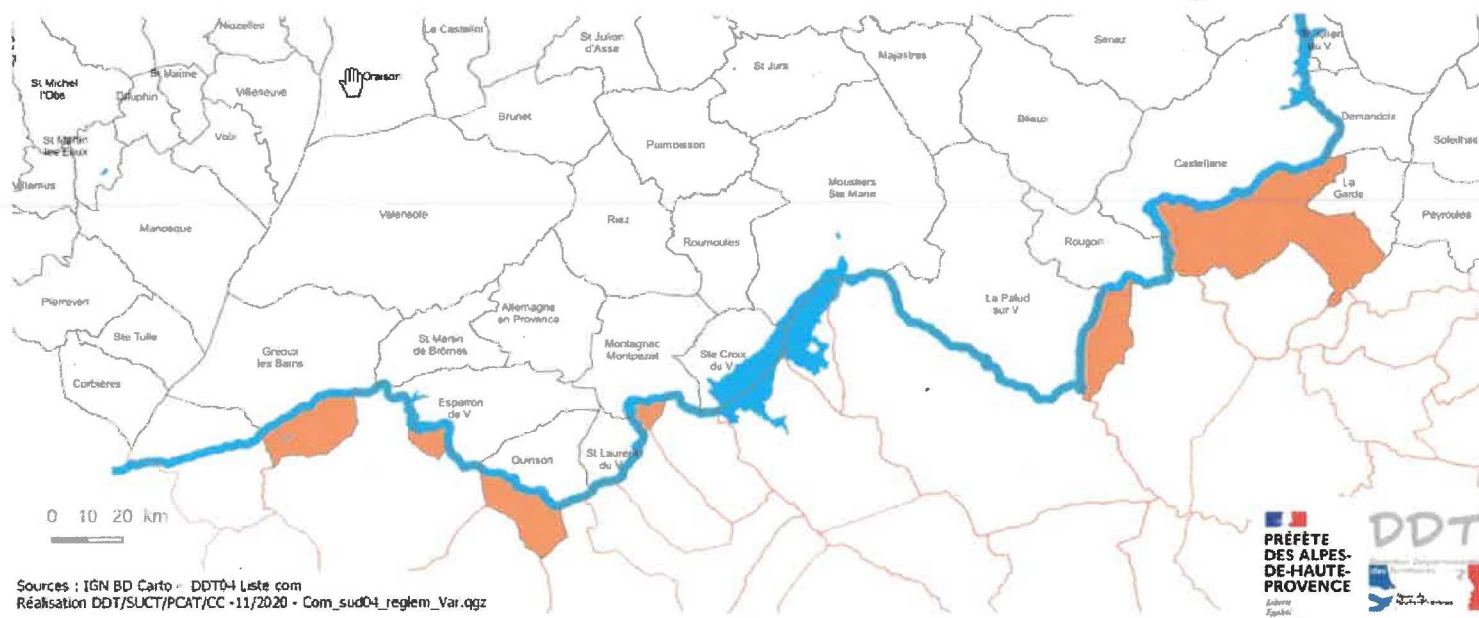 Niozelles
Le Castellet
St Julien
d'Asse
Majastres
Senez
St Jurs
du V.
St Michel
l'Obs
St Maime
Dauphin
Villeneuve
Oraison
Brunet
Puimoisson
Blieux
Demandolx
Volx
St Martin
les Eaux
Castellane
Soleilhas
Villemus
Moustiers
Ste Marie
La
Garde
Valensole
Riez
Manosque
Roumoules
Rougon
Peyroules
Pierrevert
Allemagne
en Provence
La Palud
sur V
Ste Tulle
St Martin
de Brômes
Montagnac
Montpezat
Gréoux
les Bains
Ste Croix
du V
Corbières
Esparron
de V
Quinson
St Laurent
du V
0 10 20 km
PRÉFÈTE
DES ALPES-
DE-HAUTE-
PROVENCE
DDT
Sources : IGN BD Carto - DDT04 Liste com
Réalisation DDT/SUCT/PCAT/CC -11/2020 - Com_sud04_reglem_Var.qgz